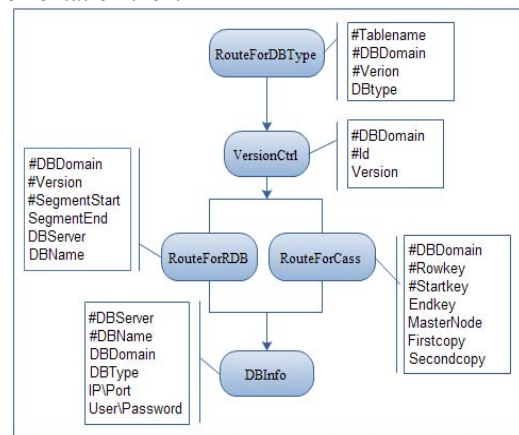 RouteForDBType
#Tablename
#DBDomain
#Verion
DBtype
VersionCtrl
#DBDomain
#Id
Version
#DBDomain
#Version
#SegmentStart
SegmentEnd
DBServer
DBName
RouteForRDB
RouteForCass
#DBDomain
#Rowkey
#Startkey
Endkey
MasterNode
Firstcopy
Secondcopy
#DBServer
#DBName
DBDomain
DBType
IP\Port
User\Password
DBInfo